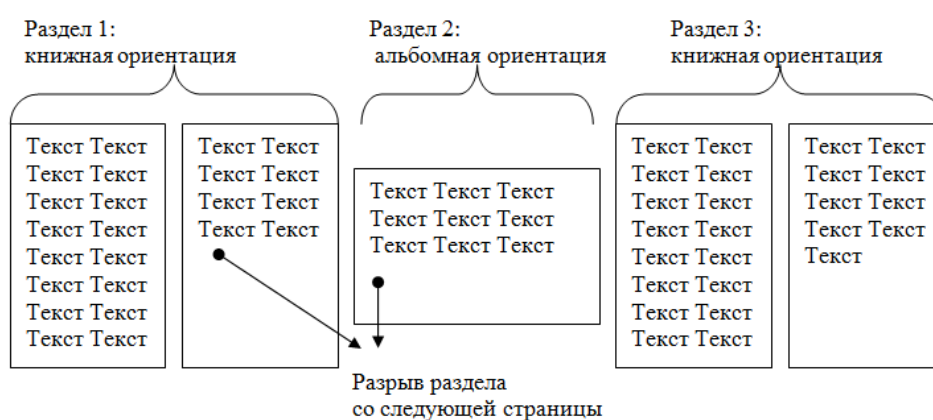 Раздел 1:
книжная ориентация
Раздел 2:
альбомная ориентация
Раздел 3:
книжная ориентация
Текст Текст
Текст Текст
Текст Текст
Текст Текст
Текст Текст
Текст Текст
Текст Текст
Текст Текст
Текст Текст
Текст Текст
Текст Текст
Текст Текст
Текст Текст Текст
Текст Текст Текст
Текст Текст Текст
Текст Текст
Текст Текст
Текст Текст
Текст Текст
Текст Текст
Текст Текст
Текст Текст
Текст Текст
Текст Текст
Текст Текст
Текст Текст
Текст Текст
Текст
Разрыв раздела
со следующей страницы